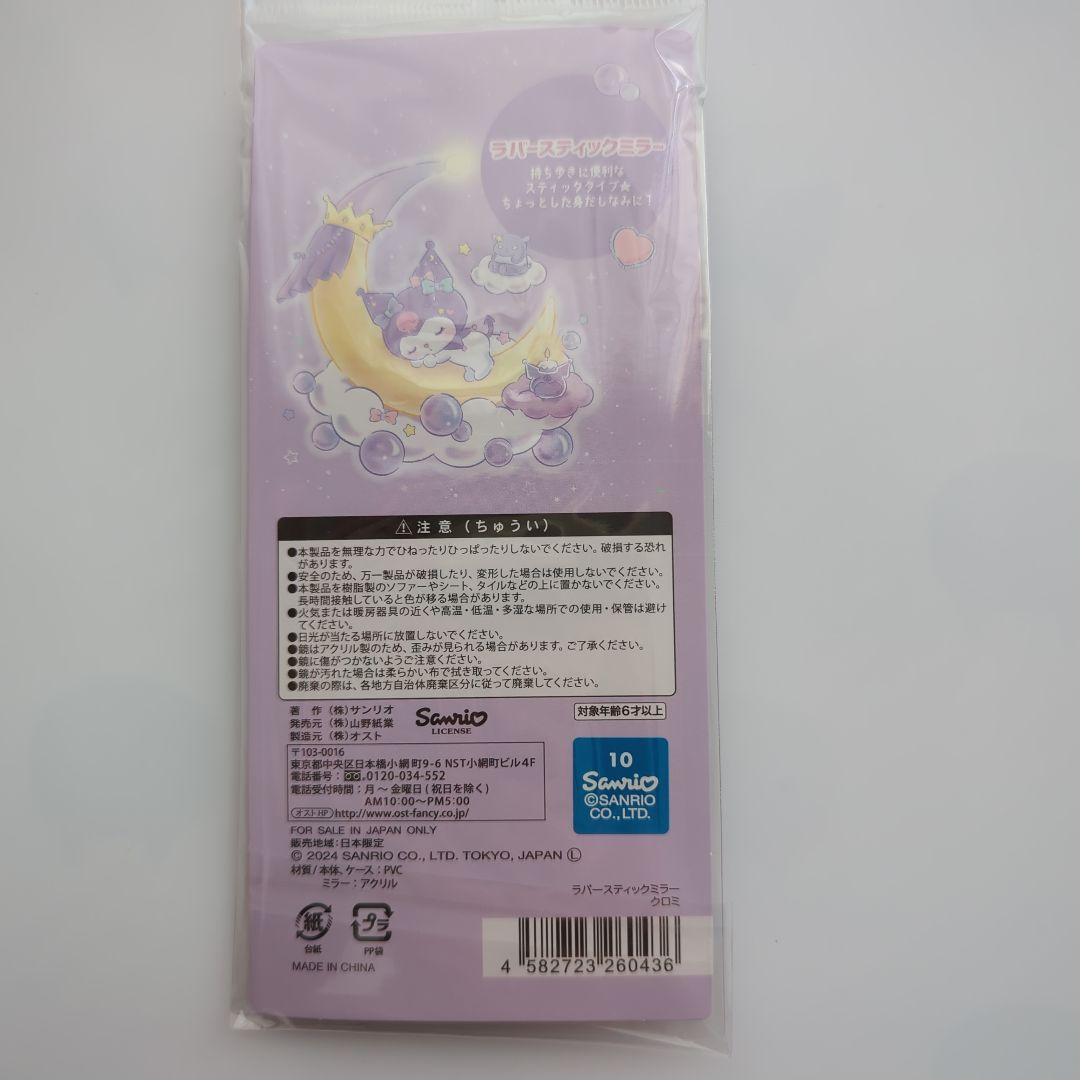 ラバースティックミラー
持ち歩きに便利な
スティックタイプ★
ちょっとした身だしなみに！
⚠注意（ちゅうい）
●本製品を無理な力でひねったりひっぱったりしないでください。破損する恐れ
があります。
●安全のため、万一製品が破損したり、変形した場合は使用しないでください。
●本製品を樹脂製のソファーやシート、タイルなどの上に置かないでください。
長時間接触していると色が移る場合があります。
●火気または暖房器具の近くや高温・低温・多湿な場所での使用・保管は避け
てください。
●日光が当たる場所に放置しないでください。
●鏡はアクリル製のため、歪みが見られる場合があります。ご了承ください。
●鏡に傷がつかないようご注意ください。
●鏡が汚れた場合は柔らかい布で拭き取ってください。
●廃棄の際は、各地方自治体廃棄区分に従って廃棄してください。
著 作（株）サンリオ
発売元（株）山野紙業
製造元（株）オスト
Sanrio
LICENSE
対象年齢6才以上
〒103-0016
東京都中央区日本橋小網町9-6 NST小網町ビル4F
電話番号：0120-034-552
電話受付時間：月～金曜日(祝日を除く)
AM10:00～PM5:00
オストHP http://www.ost-fancy.co.jp/
10
Sanrio
©SANRIO
CO., LTD.
FOR SALE IN JAPAN ONLY
販売地域：日本限定
© 2024 SANRIO CO., LTD. TOKYO, JAPAN Ⓛ
材質/本体、ケース：PVC
ミラー：アクリル
ラバースティックミラー
クロミ
紙
台紙
プラ
PP袋
MADE IN CHINA
4 582723 260436